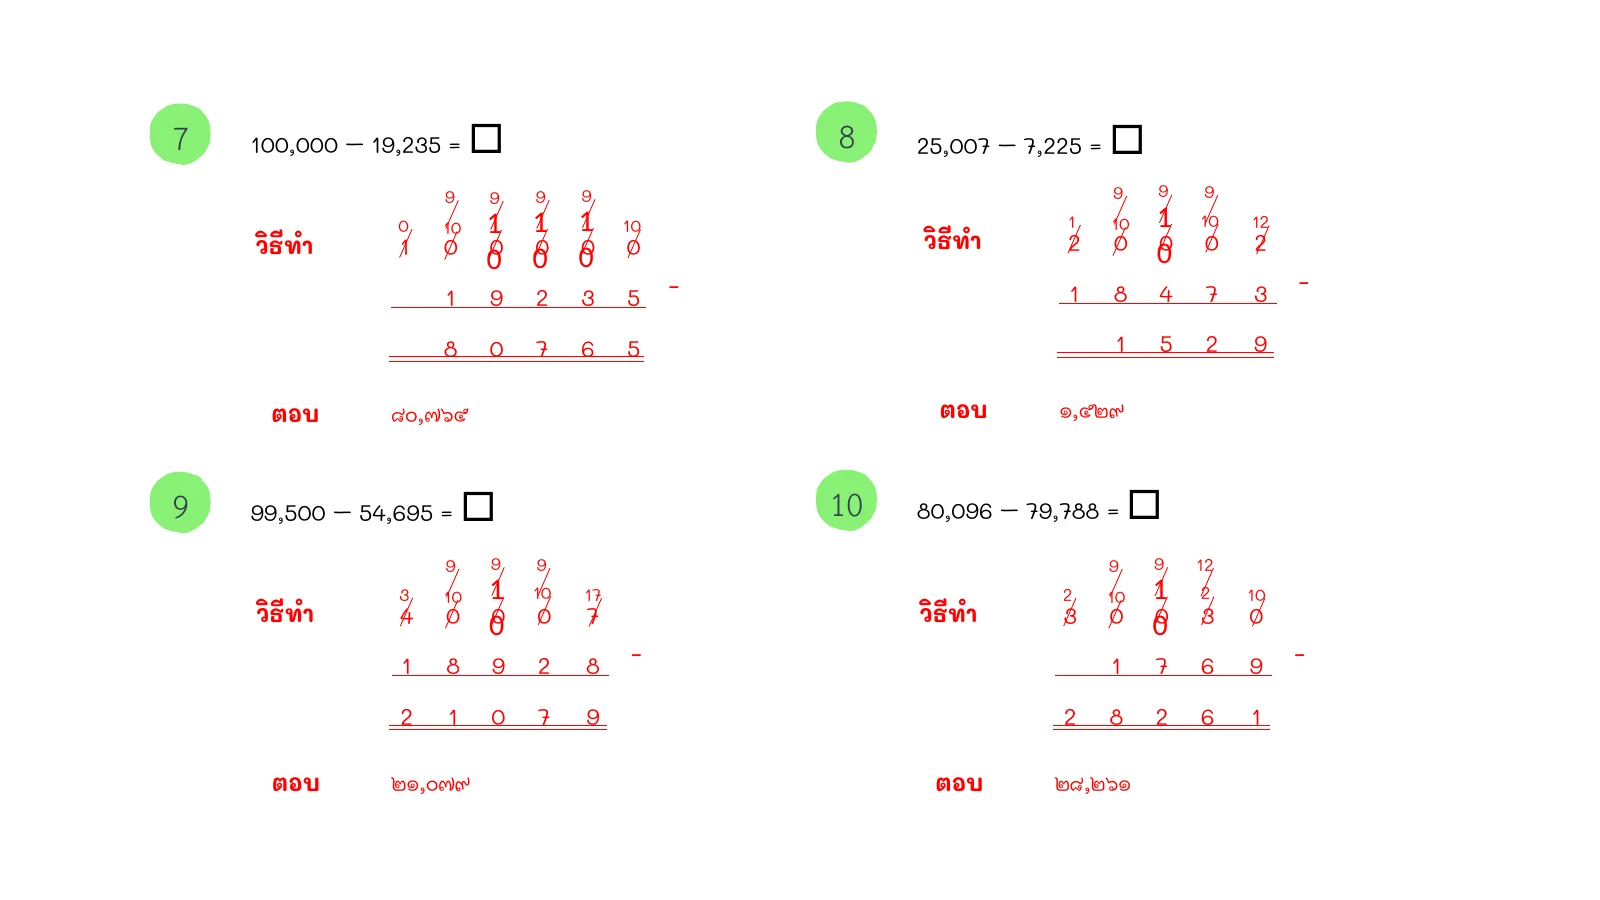 7
100,000 – 19,235 = □
9 9 9 9
0 10 10 10 10 10
วิธีทำ 1 0 0 0 0 0
-
1 9 2 3 5
8 0 7 6 5
ตอบ ๘๐,๗๖๕
8
25,007 – 7,225 = □
9 9 9
1 10 10 10 12
วิธีทำ 2 0 0 0 2
-
1 8 4 7 3
1 5 2 9
ตอบ ๑,๕๒๙
9
99,500 – 54,695 = □
9 9 9
3 10 10 10 17
วิธีทำ 4 0 0 0 7
-
1 8 9 2 8
2 1 0 7 9
ตอบ ๒๑,๐๗๙
10
80,096 – 79,788 = □
9 9 12
2 10 10 2 10
วิธีทำ 3 0 0 3 0
-
1 7 6 9
2 8 2 6 1
ตอบ ๒๘,๒๖๑